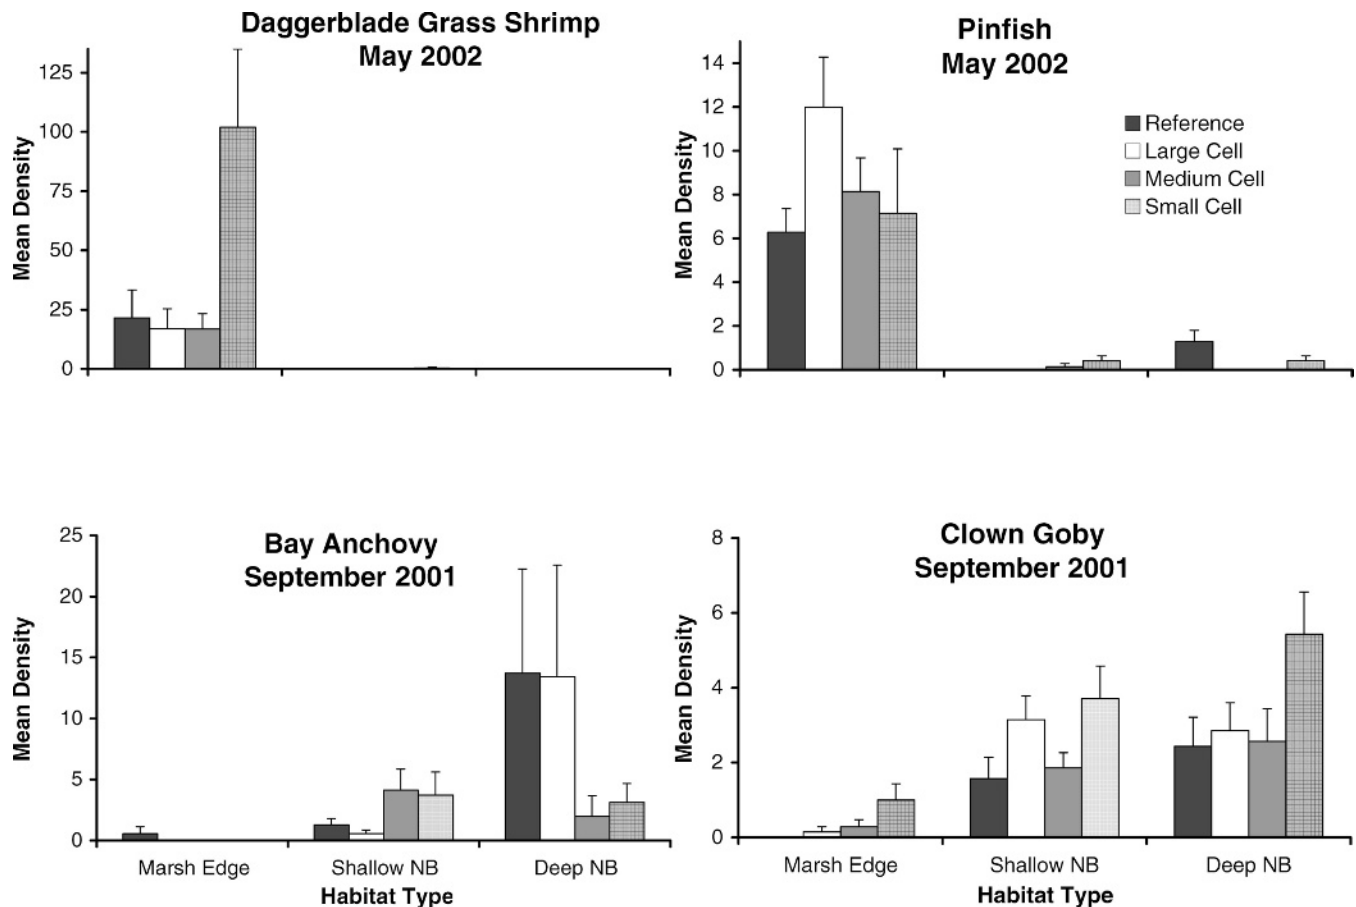 Daggerblade Grass Shrimp
May 2002
Mean Density
125
100
75
50
25
0
Pinfish
May 2002
Mean Density
14
12
10
8
6
4
2
0
Reference
Large Cell
Medium Cell
Small Cell
Bay Anchovy
September 2001
Mean Density
25
20
15
10
5
0
Marsh Edge Shallow NB Deep NB
Habitat Type
Clown Goby
September 2001
Mean Density
8
6
4
2
0
Marsh Edge Shallow NB Deep NB
Habitat Type